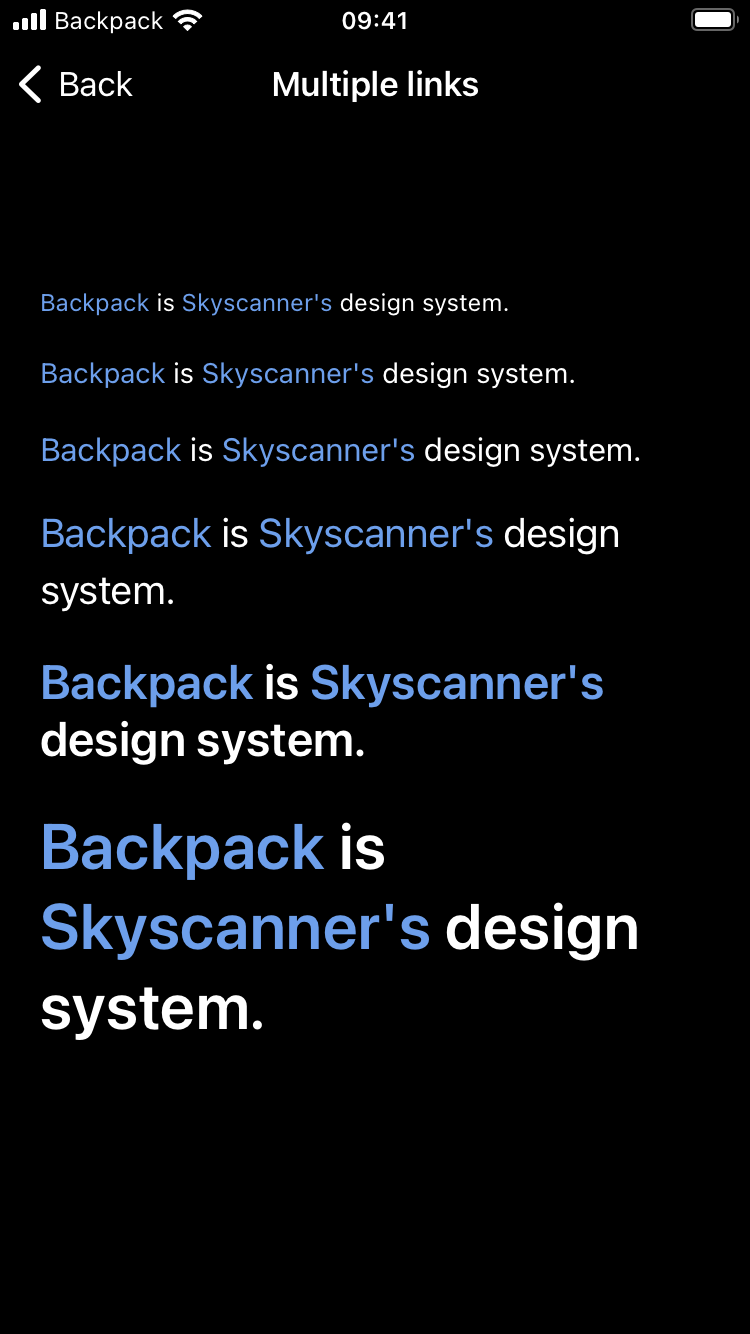 Backpack 09:41
Back Multiple links
Backpack is Skyscanner's design system.
Backpack is Skyscanner's design system.
Backpack is Skyscanner's design system.
Backpack is Skyscanner's design
system.
Backpack is Skyscanner's
design system.
Backpack is
Skyscanner's design
system.